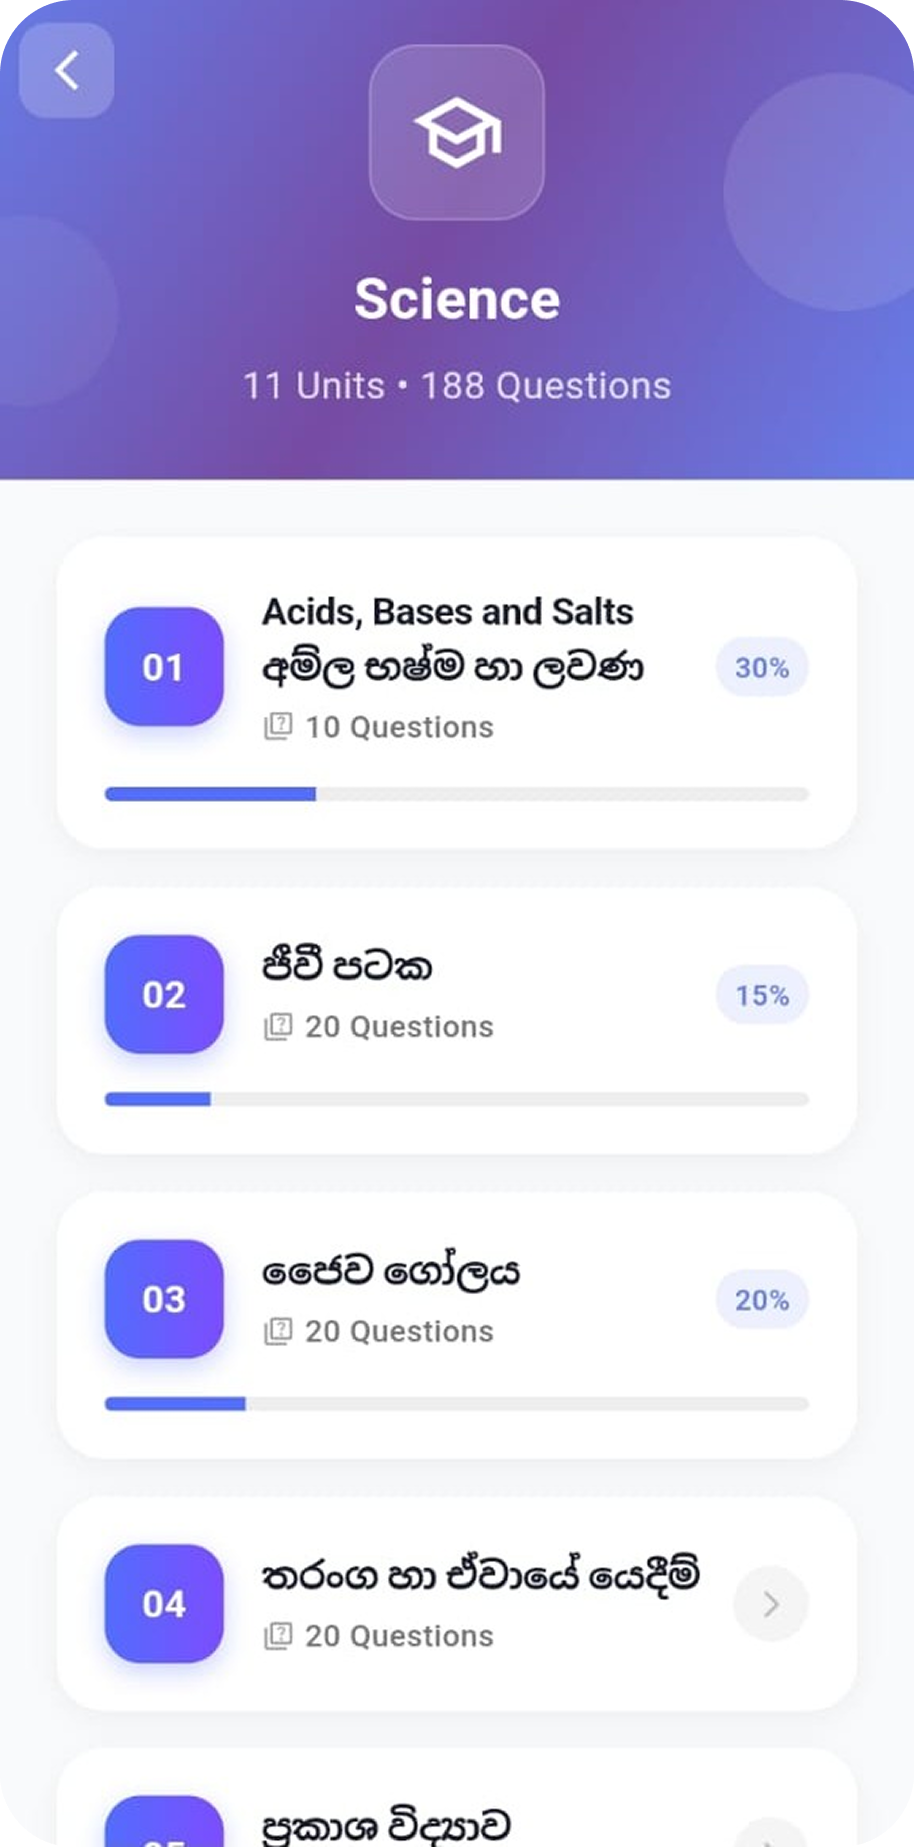 Science
11 Units • 188 Questions
01
Acids, Bases and Salts
අම්ල භෂ්ම හා ලවණ
10 Questions
30%
02
ජීවී පටක
20 Questions
15%
03
ජෛව ගෝලය
20 Questions
20%
04
තරංග හා ඒවායේ යෙදීම්
20 Questions
05
ප්‍රකාශ විද්‍යාව